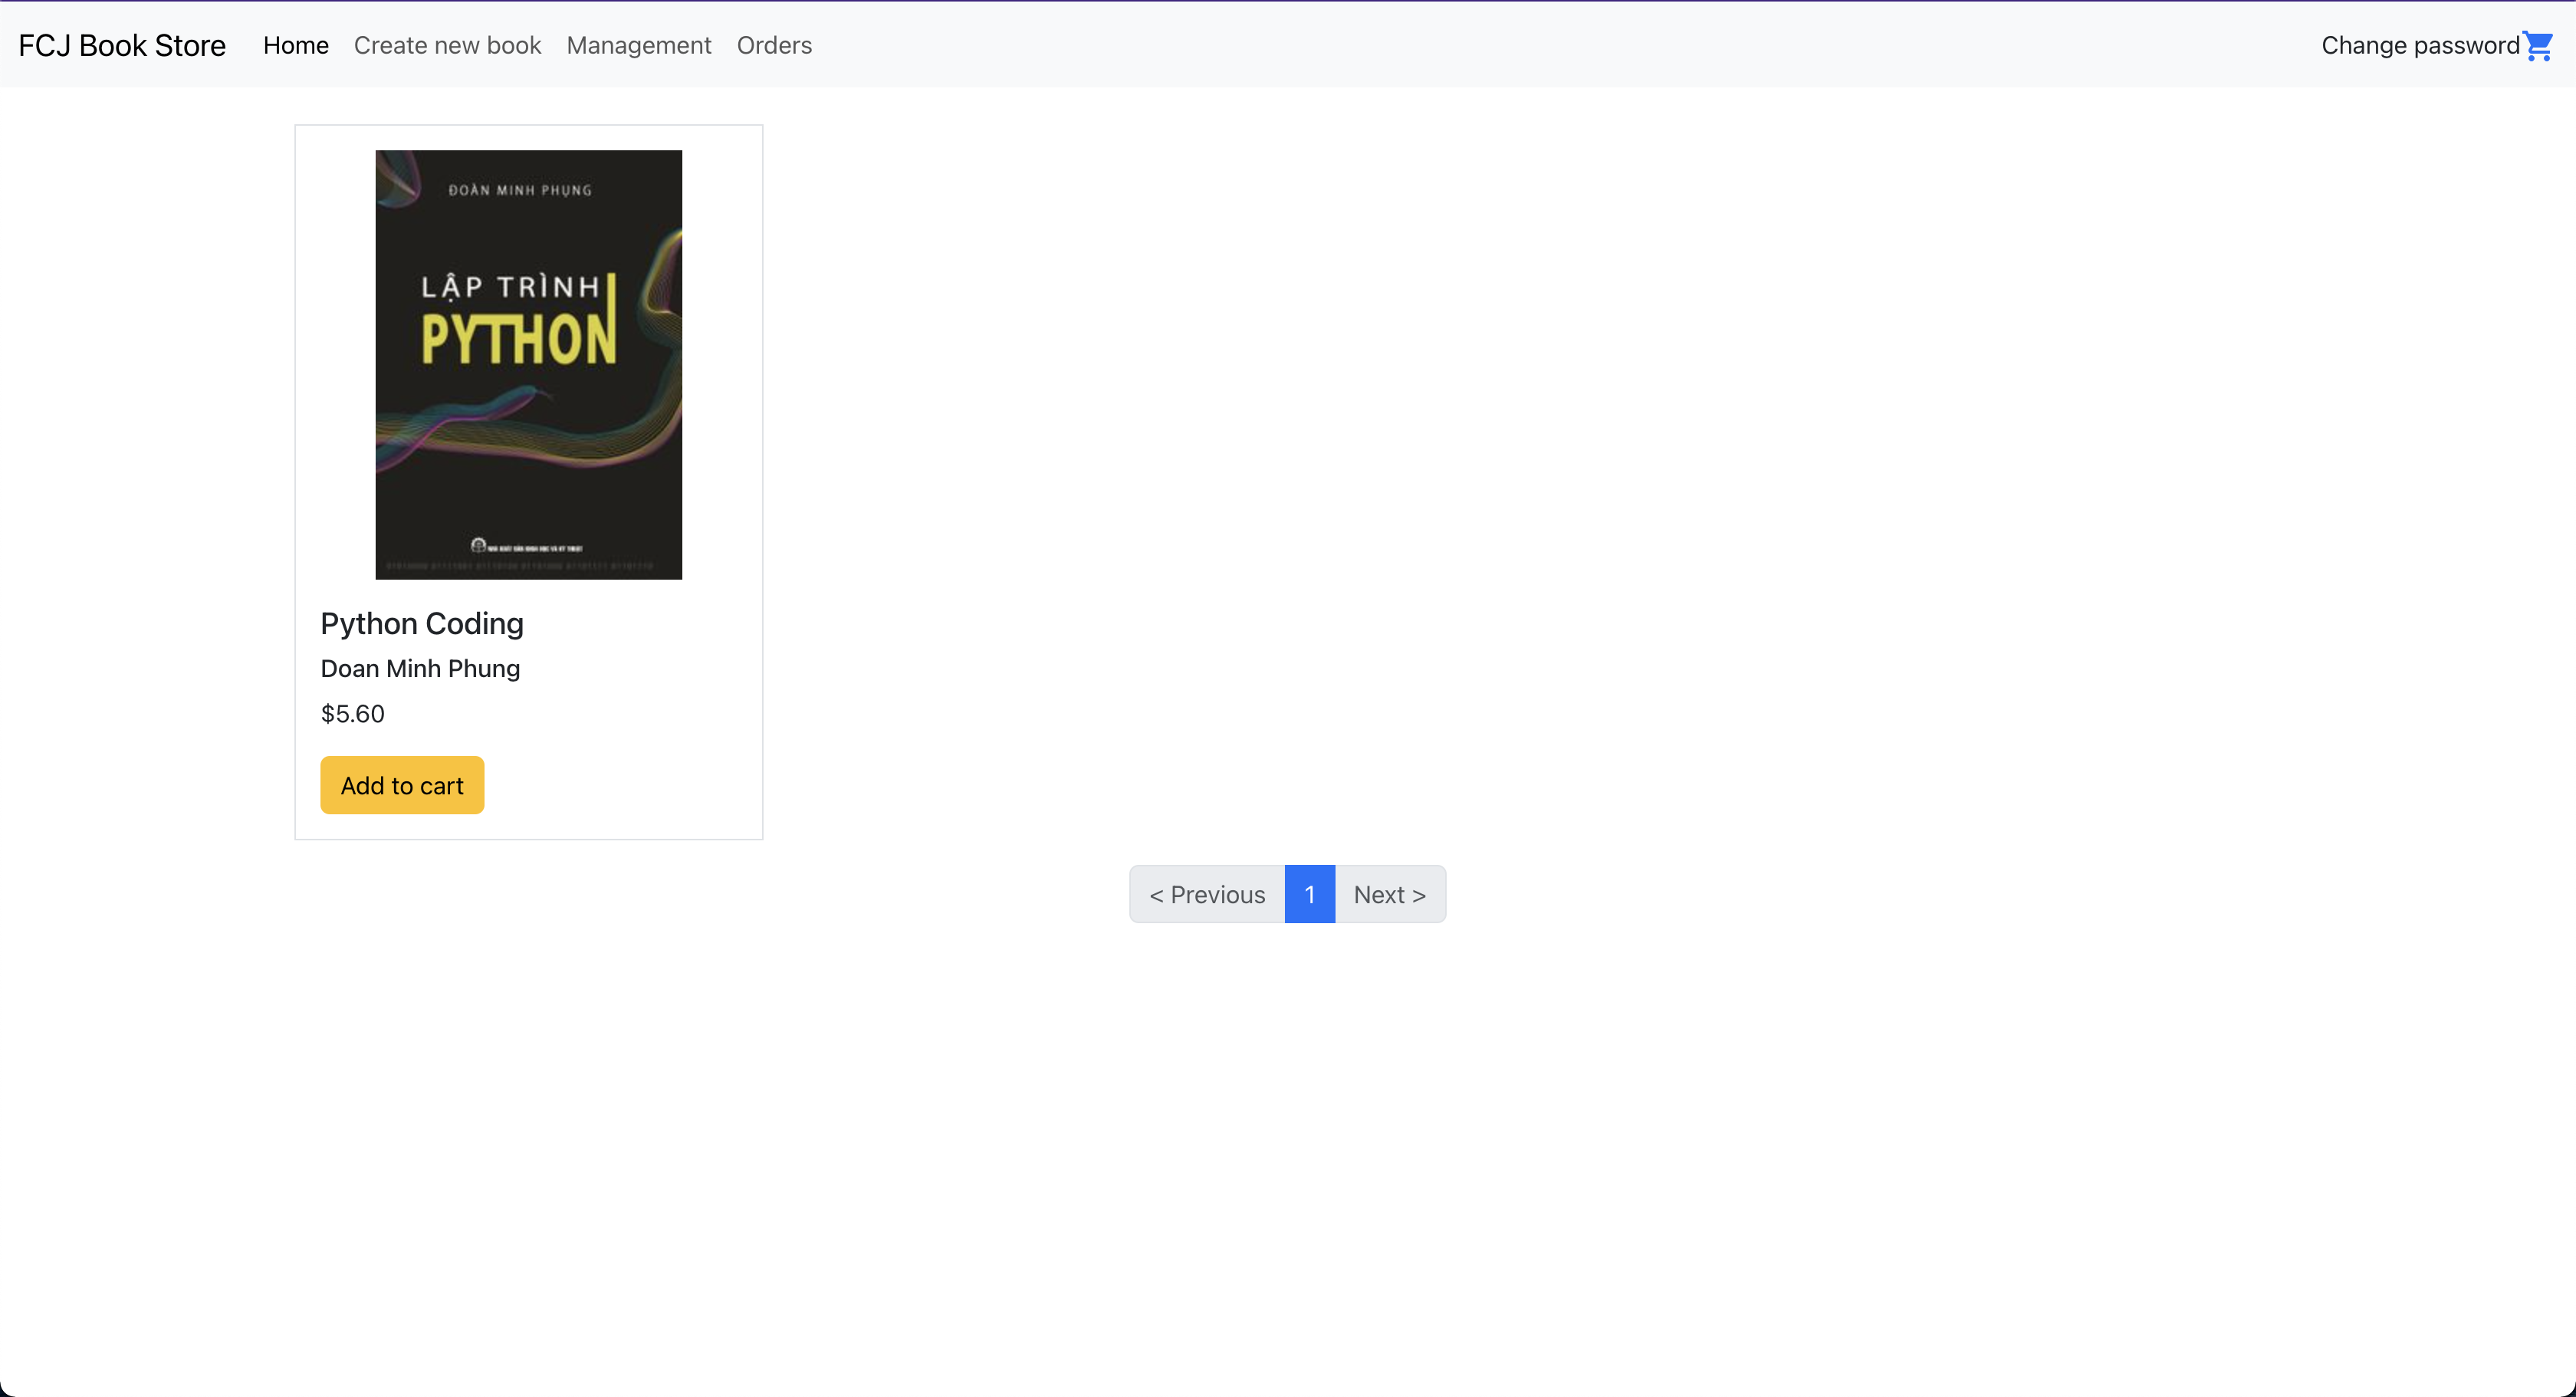 FCJ Book Store
Home
Create new book
Management
Orders
Change password
ĐOÀN MINH PHỤNG
LẬP TRÌNH
PYTHON
Python Coding
Doan Minh Phung
$5.60
Add to cart
< Previous
1
Next >